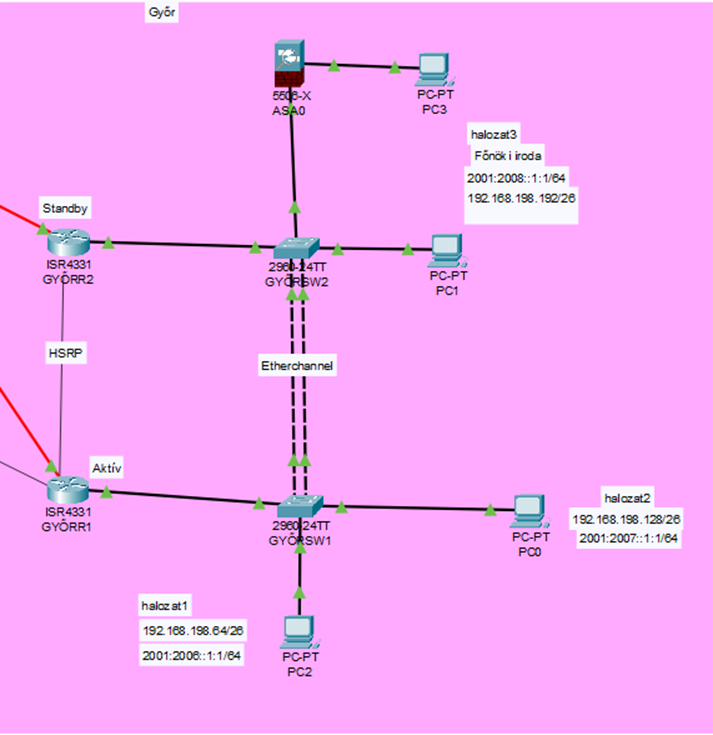 Győr
5506-X
ASA0
PC-PT
PC3
halozat3
Főnöki iroda
2001:2008::1:1/64
192.168.198.192/26
Standby
ISR4331
GYŐRR2
2960-24TT
GYŐRSW2
PC-PT
PC1
HSRP
Etherchannel
Aktív
ISR4331
GYŐRR1
2960-24TT
GYŐRSW1
PC-PT
PC0
halozat2
192.168.198.128/26
2001:2007::1:1/64
halozat1
192.168.198.64/26
2001:2006::1:1/64
PC-PT
PC2